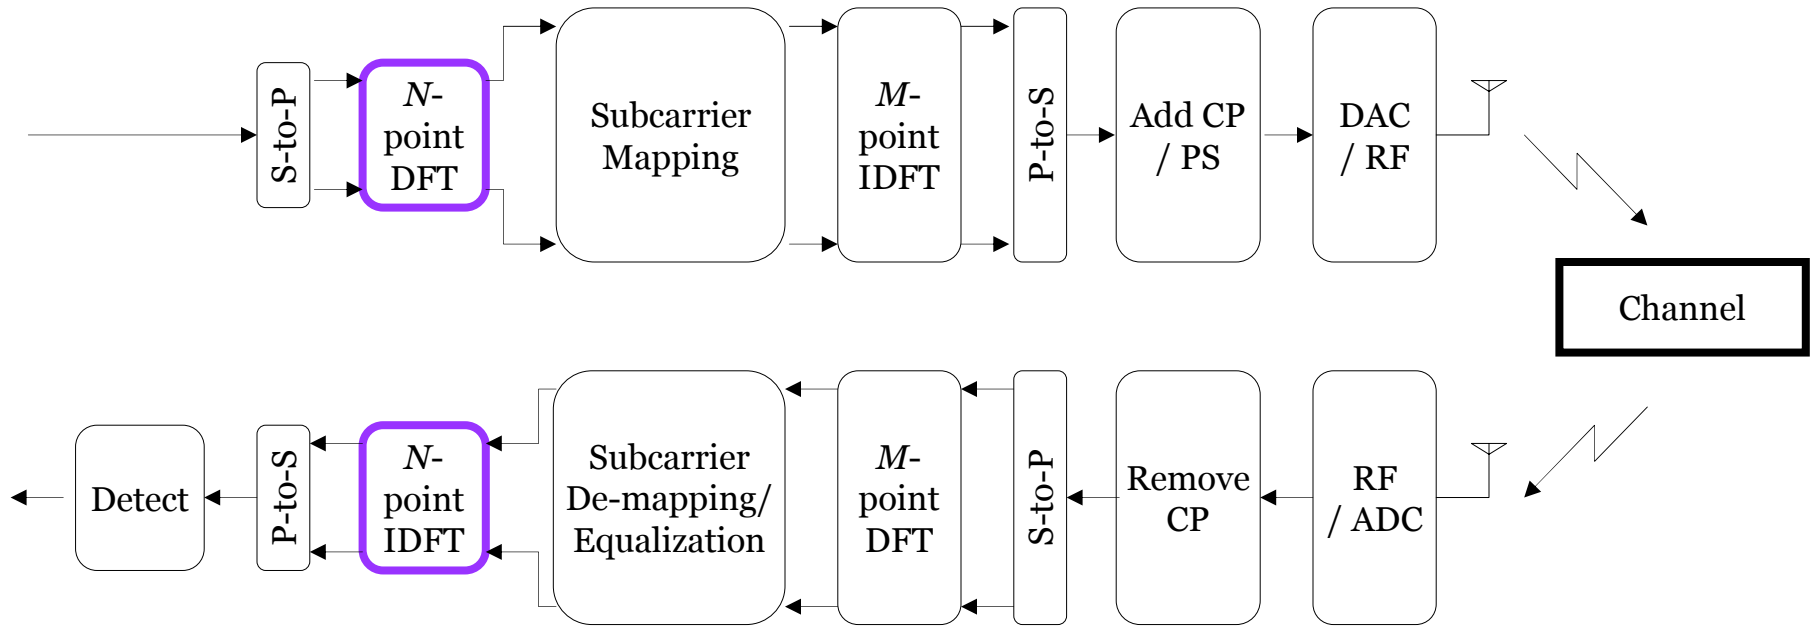 S-to-P
N-
point
DFT
Subcarrier
Mapping
M-
point
IDFT
P-to-S
Add CP
/ PS
DAC
/ RF
Channel
Detect
P-to-S
N-
point
IDFT
Subcarrier
De-mapping/
Equalization
M-
point
DFT
S-to-P
Remove
CP
RF
/ ADC